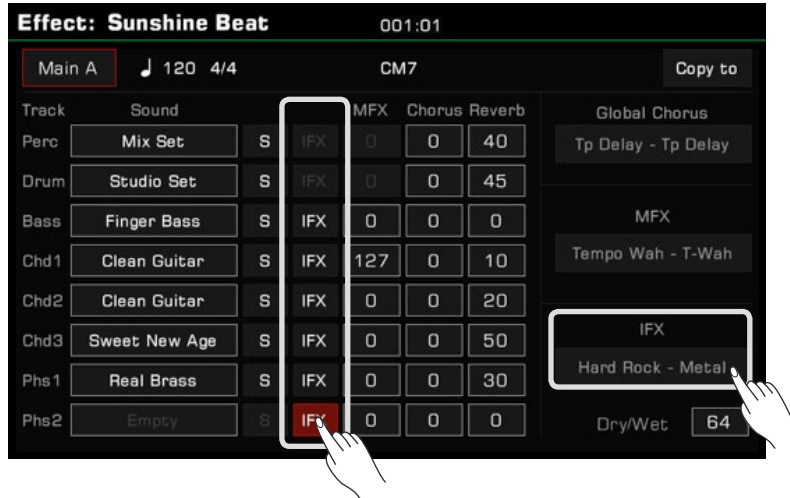 Effect: Sunshine Beat 001:01
Main A 120 4/4 CM7 Copy to
Track Sound MFX Chorus Reverb Global Chorus
Perc Mix Set S IFX 0 0 40 Tp Delay - Tp Delay
Drum Studio Set S IFX 0 0 45
Bass Finger Bass S IFX 0 0 0 MFX
Chd1 Clean Guitar S IFX 127 0 10 Tempo Wah - T-Wah
Chd2 Clean Guitar S IFX 0 0 20
Chd3 Sweet New Age S IFX 0 0 50 IFX
Phs1 Real Brass S IFX 0 0 30 Hard Rock - Metal
Phs2 Empty S IFX 0 0 0 Dry/Wet 64